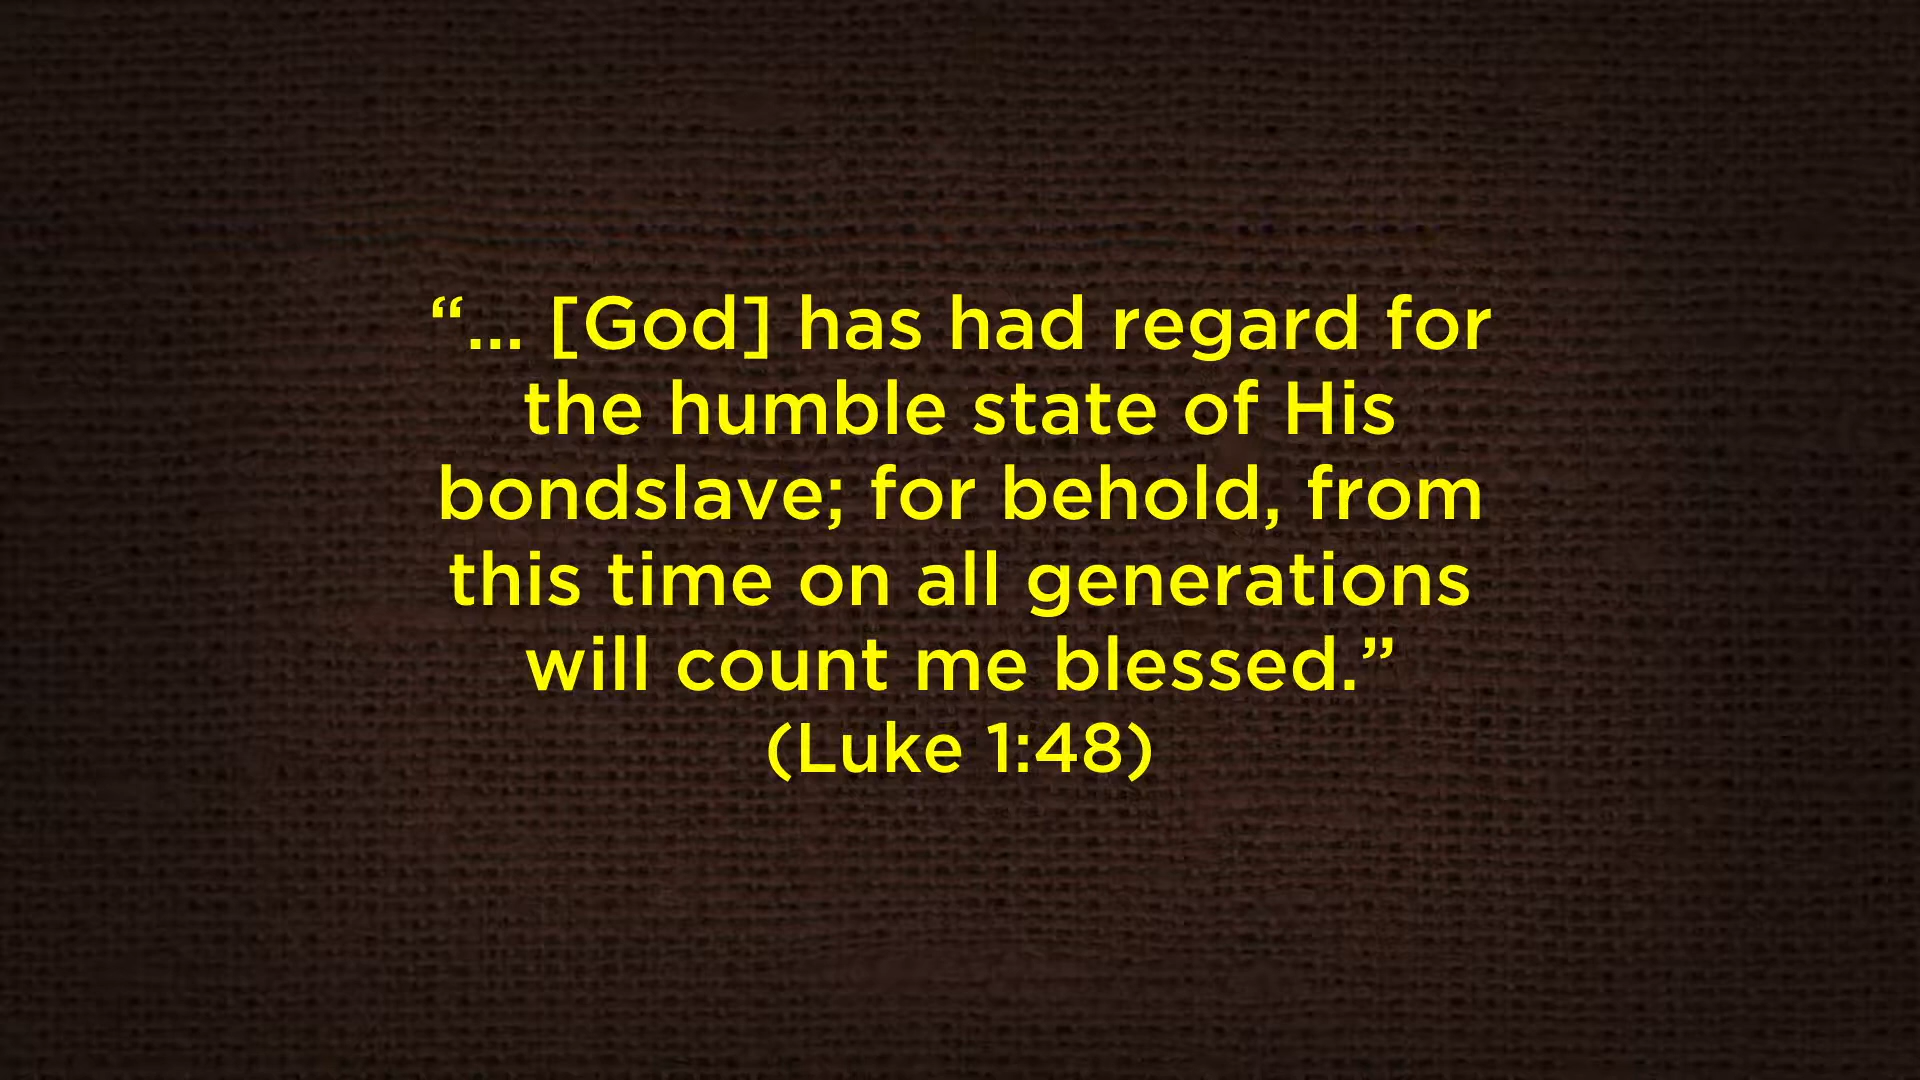 “... [God] has had regard for
the humble state of His
bondslave; for behold, from
this time on all generations
will count me blessed.”
(Luke 1:48)